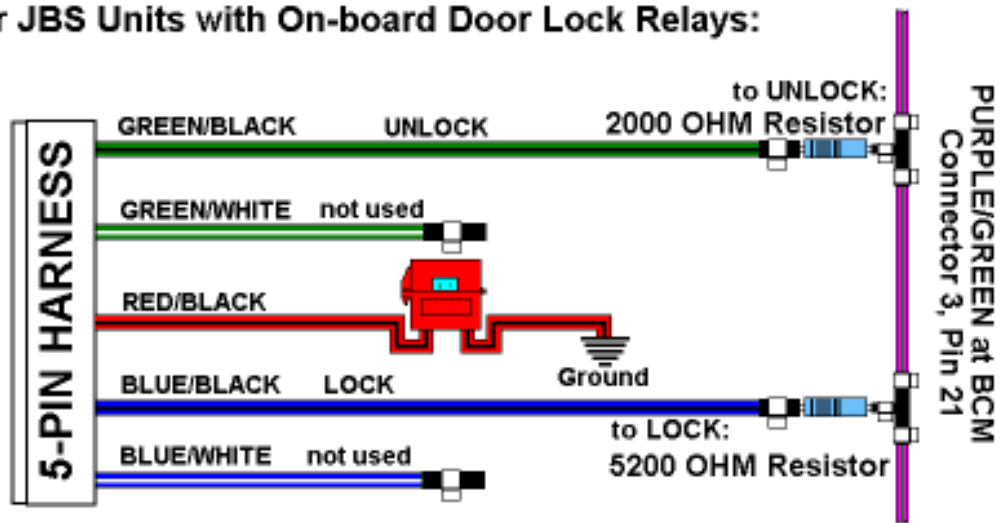 r JBS Units with On-board Door Lock Relays:
to UNLOCK:
GREEN/BLACK UNLOCK 2000 OHM Resistor
GREEN/WHITE not used
RED/BLACK
Ground
BLUE/BLACK LOCK
to LOCK:
5200 OHM Resistor
BLUE/WHITE not used
5-PIN HARNESS
PURPLE/GREEN at BCM
Connector 3, Pin 21